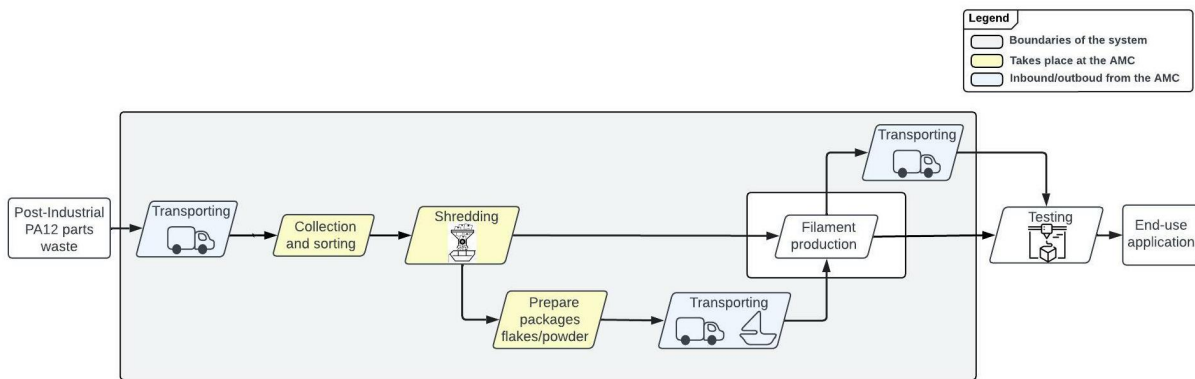 Legend
Boundaries of the system
Takes place at the AMC
Inbound/outboud from the AMC
Transporting
Post-Industrial
PA12 parts
waste
Transporting
Collection
and sorting
Shredding
Filament
production
Testing
End-use
application
Prepare
packages
flakes/powder
Transporting